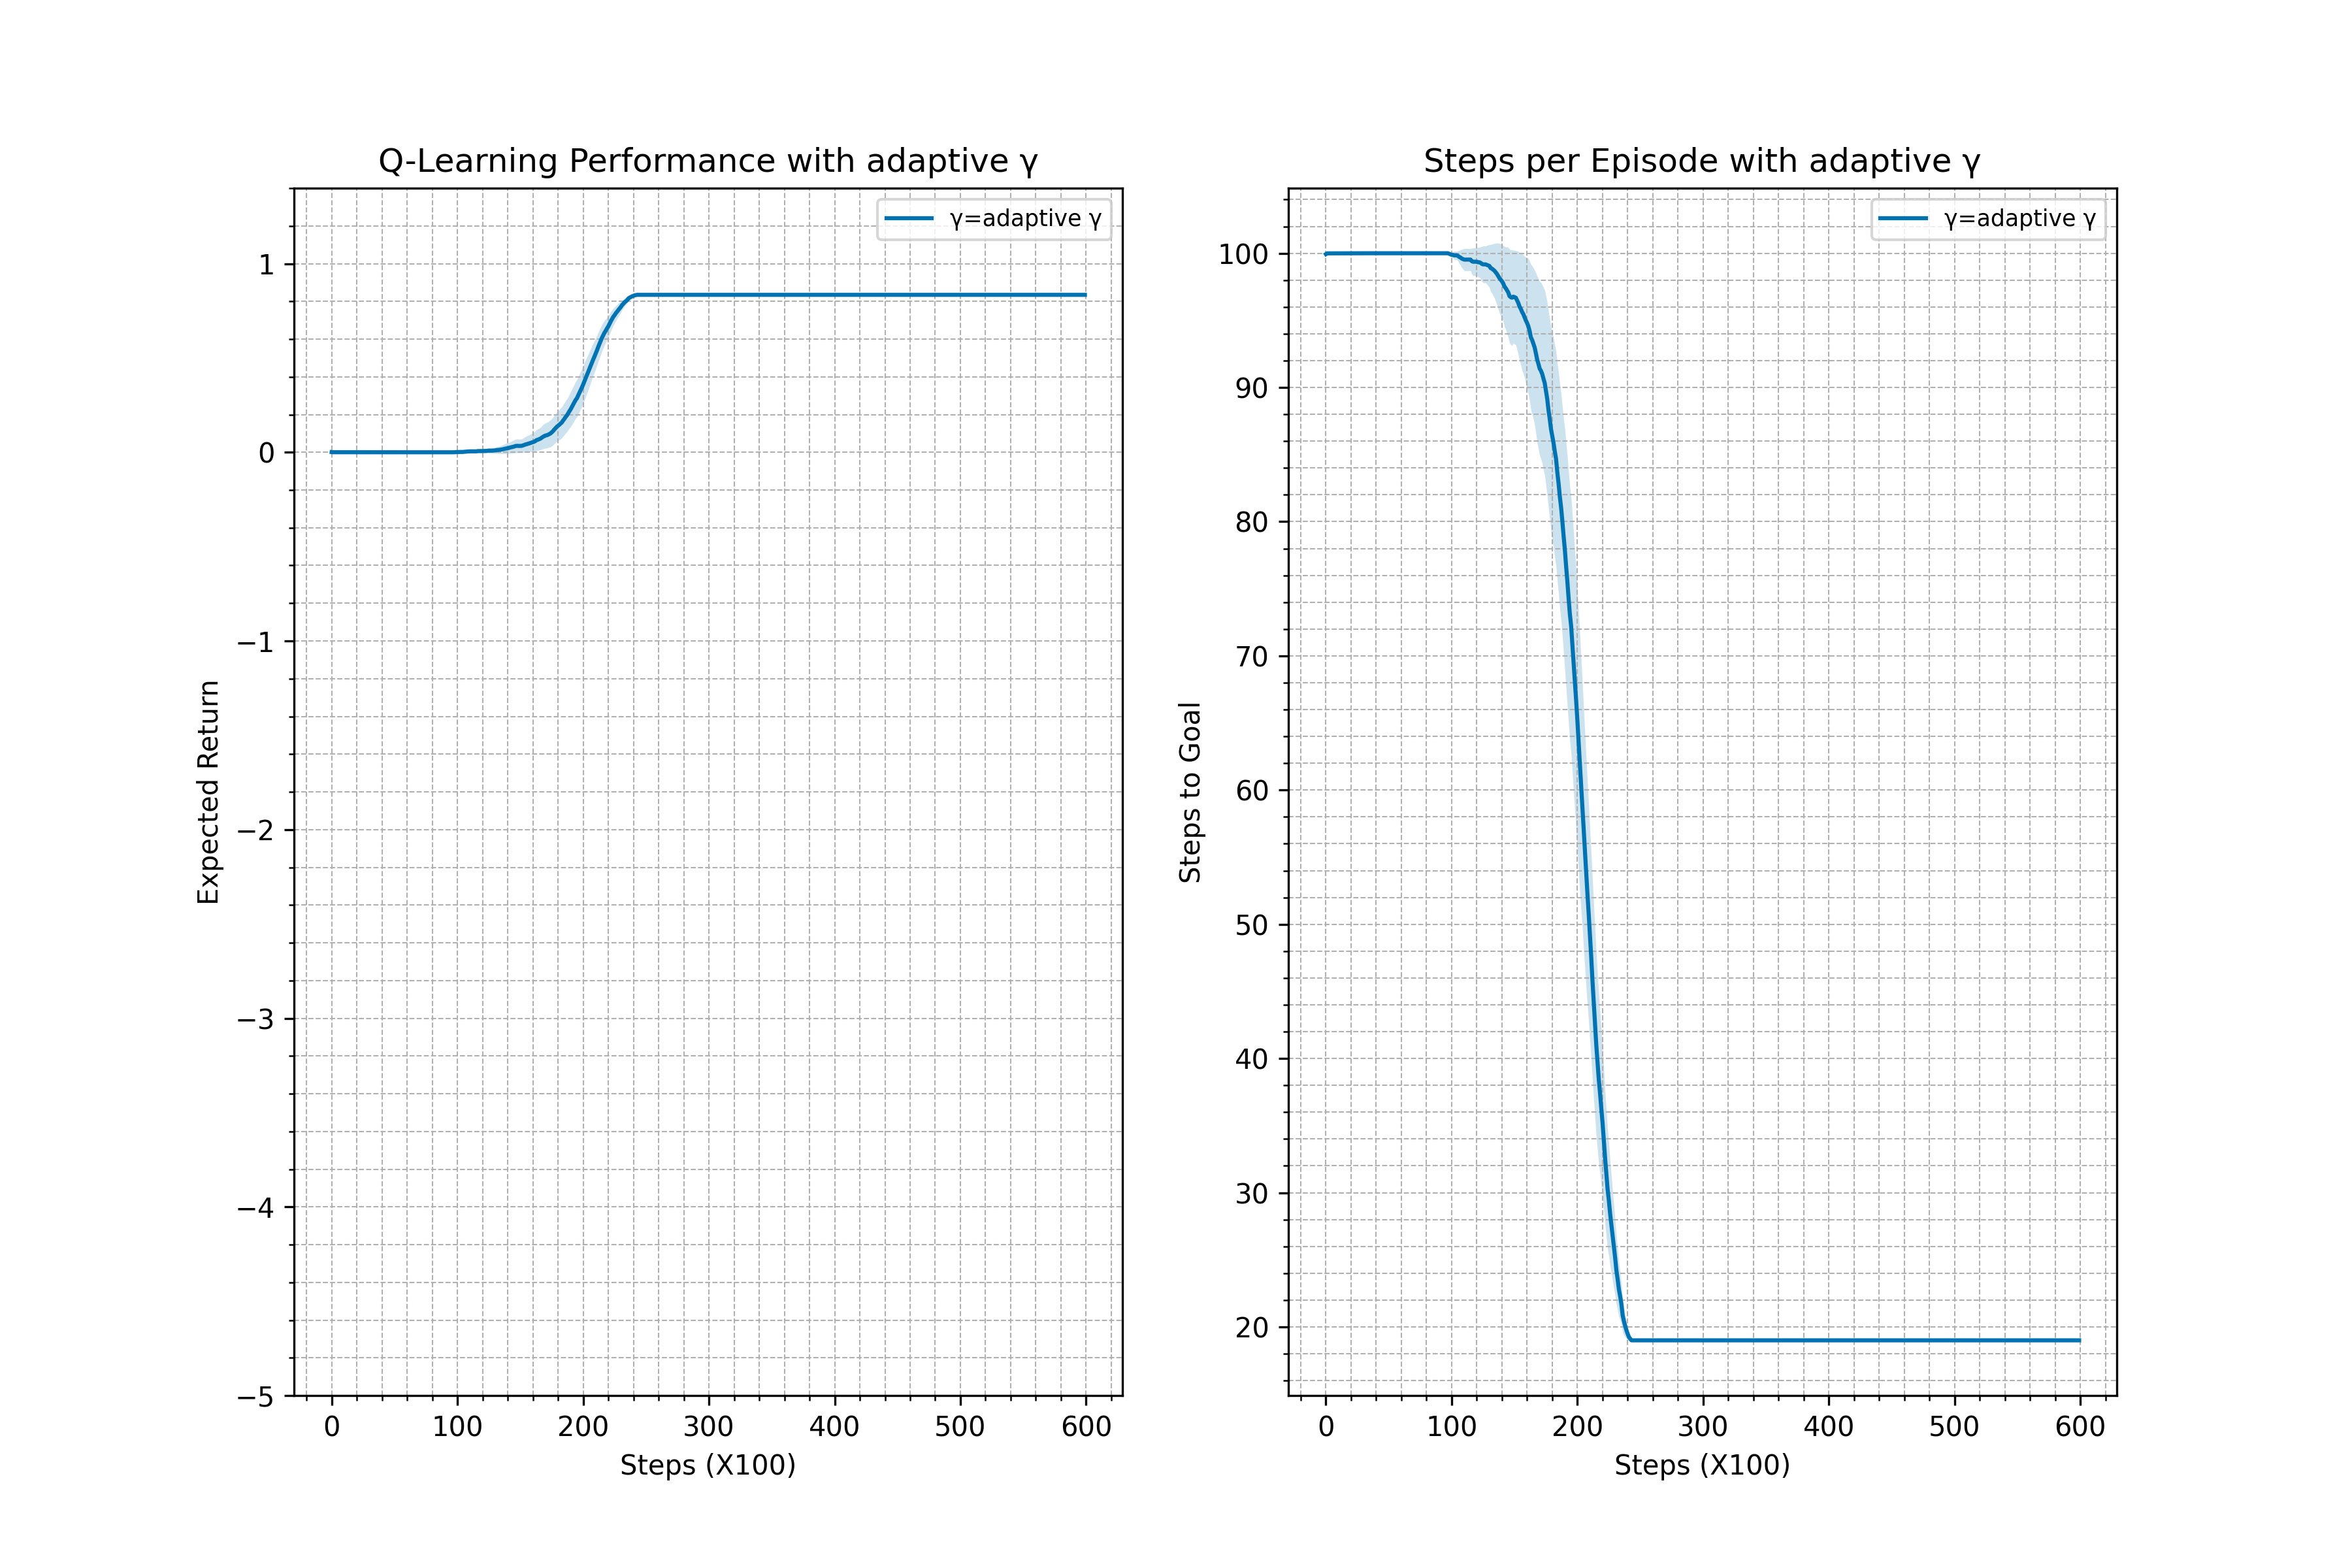 Q-Learning Performance with adaptive γ
γ=adaptive γ
1
0
−1
−2
−3
−4
−5
Expected Return
0 100 200 300 400 500 600
Steps (X100)
Steps per Episode with adaptive γ
γ=adaptive γ
100
90
80
70
60
50
40
30
20
Steps to Goal
0 100 200 300 400 500 600
Steps (X100)